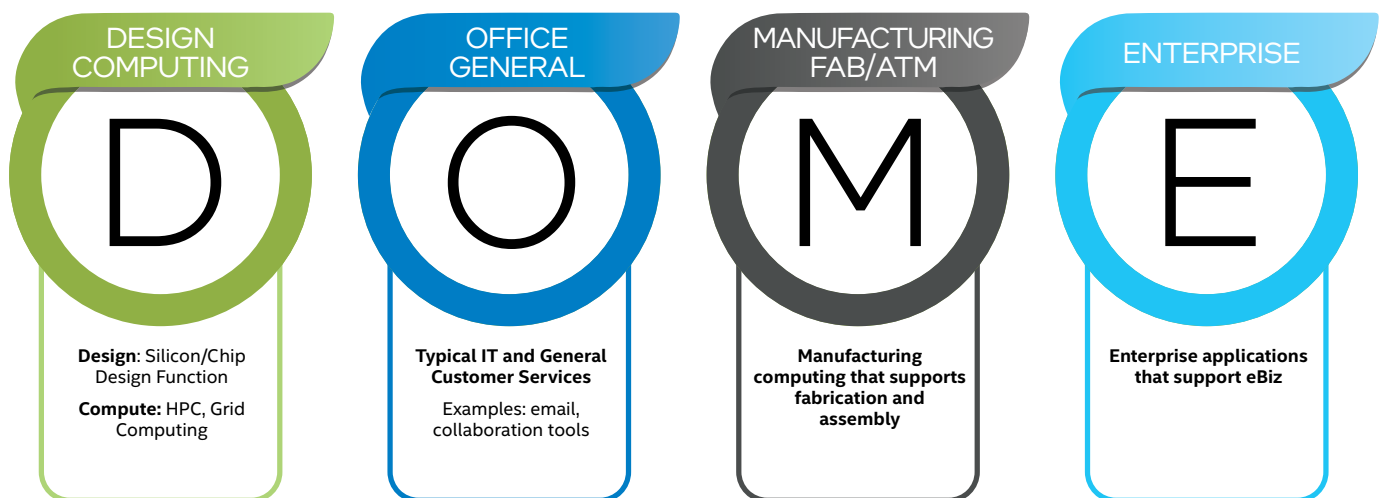 DESIGN
COMPUTING
D
Design: Silicon/Chip
Design Function
Compute: HPC, Grid
Computing
OFFICE
GENERAL
O
Typical IT and General
Customer Services
Examples: email,
collaboration tools
MANUFACTURING
FAB/ATM
M
Manufacturing
computing that supports
fabrication and
assembly
ENTERPRISE
E
Enterprise applications
that support eBiz